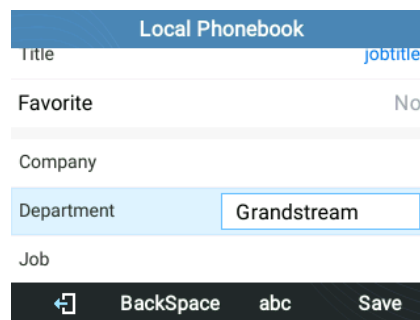 Local Phonebook
Title jobtitle
Favorite No
Company
Department Grandstream
Job
BackSpace abc Save